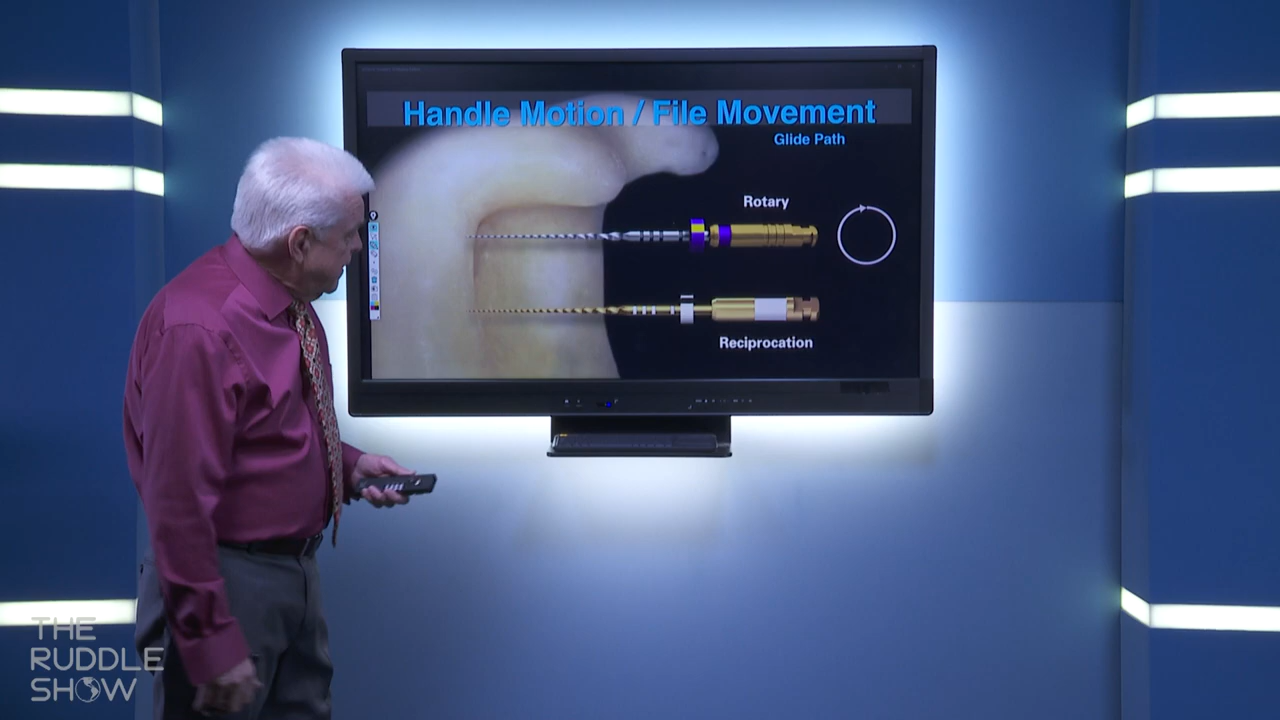 Handle Motion / File Movement
Glide Path
Rotary
Reciprocation
THE
RUDDLE
SHOW